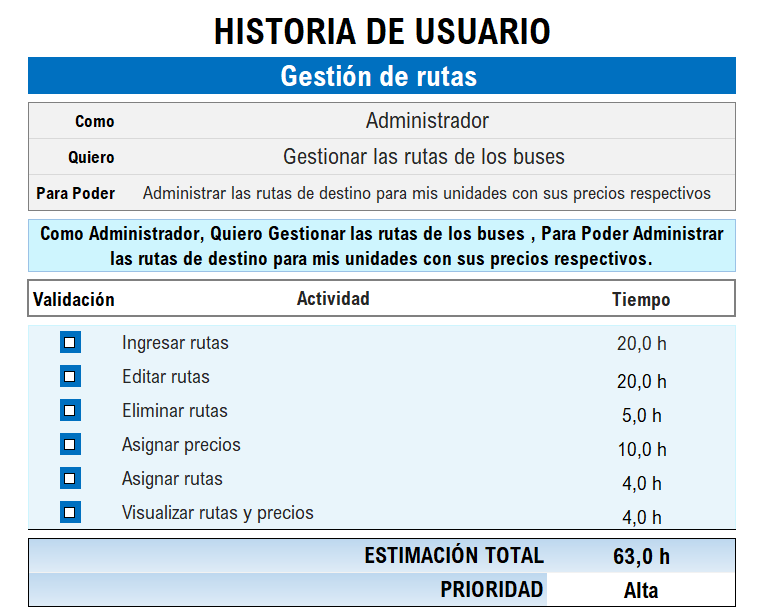 HISTORIA DE USUARIO
Gestión de rutas
Como Administrador
Quiero Gestionar las rutas de los buses
Para Poder Administrar las rutas de destino para mis unidades con sus precios respectivos
Como Administrador, Quiero Gestionar las rutas de los buses , Para Poder Administrar
las rutas de destino para mis unidades con sus precios respectivos.
Validación Actividad Tiempo
Ingresar rutas 20,0 h
Editar rutas 20,0 h
Eliminar rutas 5,0 h
Asignar precios 10,0 h
Asignar rutas 4,0 h
Visualizar rutas y precios 4,0 h
ESTIMACIÓN TOTAL 63,0 h
PRIORIDAD Alta